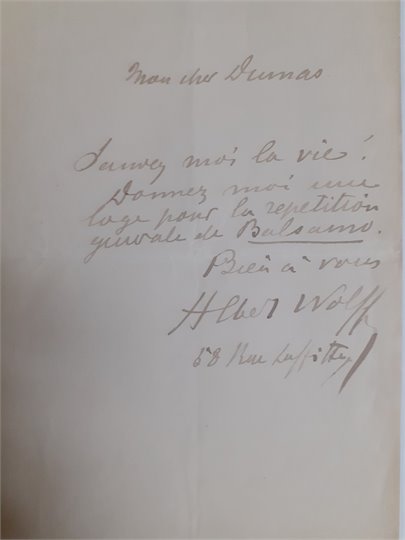 Mon cher Dumas
Sauvez moi la vie !
Donnez moi une
loge pour la repetition
generale de Balsamo.
Bien à vous
Albert Wolff
58 Rue Laffitte